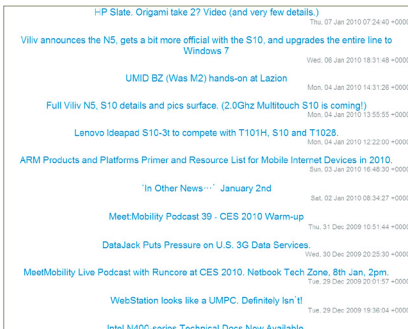 HP Slate. Origami take 2? Video (and very few details.)
Thu, 07 Jan 2010 07:24:40 +0000
Viliv announces the N5, gets a bit more official with the S10, and upgrades the entire line to
Windows 7
Wed, 06 Jan 2010 18:31:48 +0000
UMID BZ (Was M2) hands-on at Lazion
Mon, 04 Jan 2010 14:31:26 +0000
Full Viliv N5, S10 details and pics surface. (2.0Ghz Multitouch S10 is coming!)
Mon, 04 Jan 2010 13:55:55 +0000
Lenovo Ideapad S10-3t to compete with T101H, S10 and T1028.
Mon, 04 Jan 2010 12:22:00 +0000
ARM Products and Platforms Primer and Resource List for Mobile Internet Devices in 2010.
Sun, 03 Jan 2010 16:48:30 +0000
'In Other News…' January 2nd
Sat, 02 Jan 2010 08:34:27 +0000
Meet:Mobility Podcast 39 - CES 2010 Warm-up
Thu, 31 Dec 2009 10:51:44 +0000
DataJack Puts Pressure on U.S. 3G Data Services.
Wed, 30 Dec 2009 20:25:30 +0000
MeetMobility Live Podcast with Runcore at CES 2010. Netbook Tech Zone, 8th Jan, 2pm.
Tue, 29 Dec 2009 20:01:57 +0000
WebStation looks like a UMPC. Definitely Isn't!
Tue, 29 Dec 2009 19:36:04 +0000
Intel N400-series Technical Docs Now Available